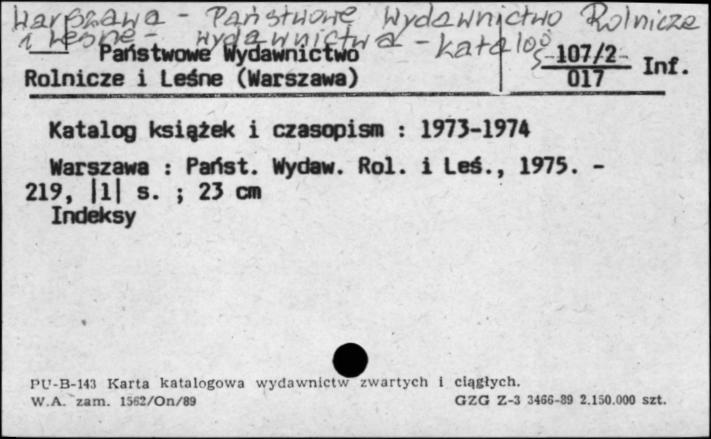 Warszawa - Państwowe Wydawnictwo Rolnicze
i Leśne - wydawnictwa - katalog
Państwowe Wydawnictwo
Rolnicze i Leśne (Warszawa)
107/2
017
Inf.
Katalog książek i czasopism : 1973-1974
Warszawa : Państ. Wydaw. Rol. i Leś., 1975. -
219, |1| s. ; 23 cm
Indeksy
PU-B-143 Karta katalogowa wydawnictw zwartych i ciągłych.
W.A. zam. 1562/On/89 GZG Z-3 3466-89 2.150.000 szt.